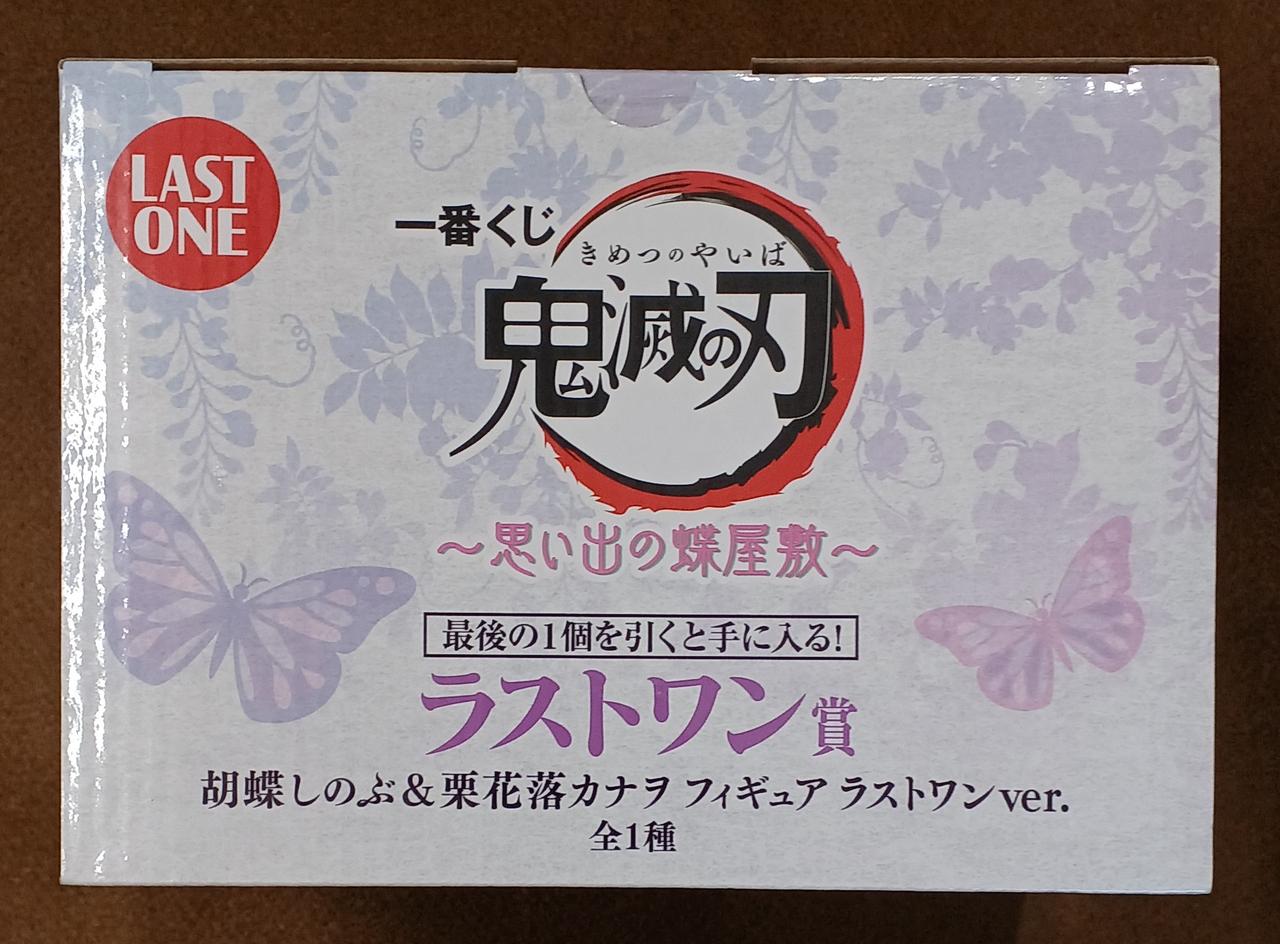 LAST
ONE
一番くじ
きめつのやいば
鬼滅の刃
～思い出の蝶屋敷～
最後の1個を引くと手に入る!
ラストワン賞
胡蝶しのぶ&栗花落カナヲ フィギュア ラストワンver.
全1種